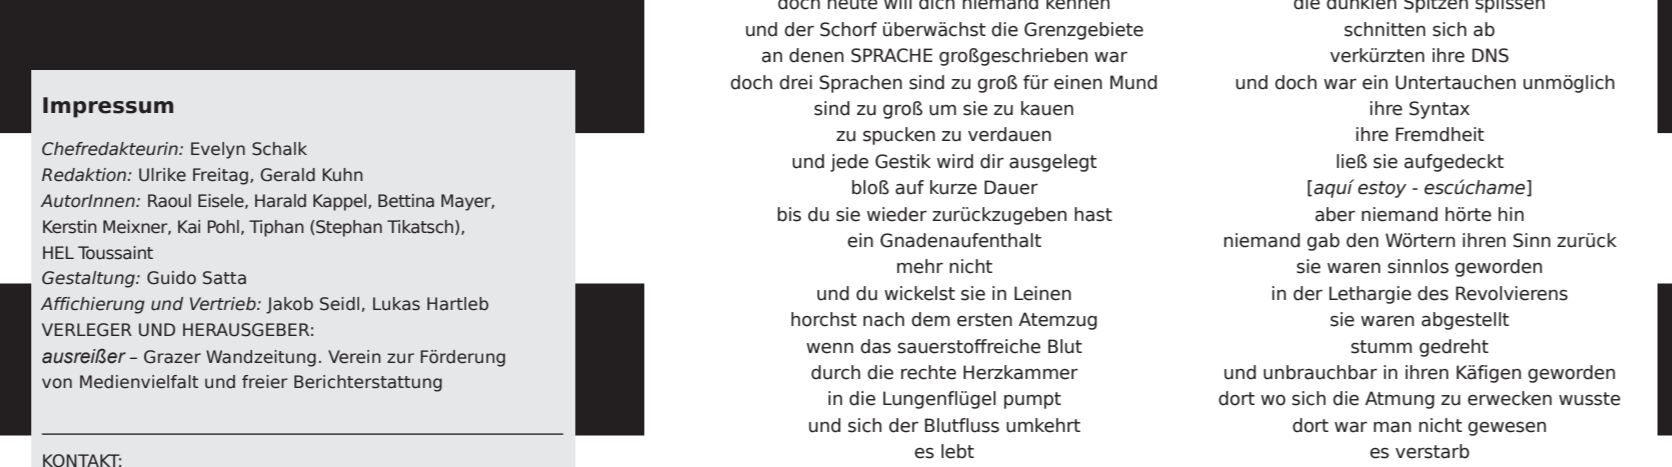 Impressum
Chefredakteurin: Evelyn Schalk
Redaktion: Ulrike Freitag, Gerald Kuhn
AutorInnen: Raoul Eisele, Harald Kappel, Bettina Mayer,
Kerstin Meixner, Kai Pohl, Tiphan (Stephan Tikatsch),
HEL Toussaint
Gestaltung: Guido Satta
Affichierung und Vertrieb: Jakob Seidl, Lukas Hartleb
VERLEGER UND HERAUSGEBER:
ausreißer – Grazer Wandzeitung. Verein zur Förderung
von Medienvielfalt und freier Berichterstattung
KONTAKT:
doch heute will dich niemand kennen
und der Schorf überwächst die Grenzgebiete
an denen SPRACHE großgeschrieben war
doch drei Sprachen sind zu groß für einen Mund
sind zu groß um sie zu kauen
zu spucken zu verdauen
und jede Gestik wird dir ausgelegt
bloß auf kurze Dauer
bis du sie wieder zurückzugeben hast
ein Gnadenaufenthalt
mehr nicht
und du wickelst sie in Leinen
horchst nach dem ersten Atemzug
wenn das sauerstoffreiche Blut
durch die rechte Herzkammer
in die Lungenflügel pumpt
und sich der Blutfluss umkehrt
es lebt
die dunklen Spitzen splissen
schnitten sich ab
verkürzten ihre DNS
und doch war ein Untertauchen unmöglich
ihre Syntax
ihre Fremdheit
ließ sie aufgedeckt
[aquí estoy - escúchame]
aber niemand hörte hin
niemand gab den Wörtern ihren Sinn zurück
sie waren sinnlos geworden
in der Lethargie des Revolvierens
sie waren abgestellt
stumm gedreht
und unbrauchbar in ihren Käfigen geworden
dort wo sich die Atmung zu erwecken wusste
dort war man nicht gewesen
es verstarb